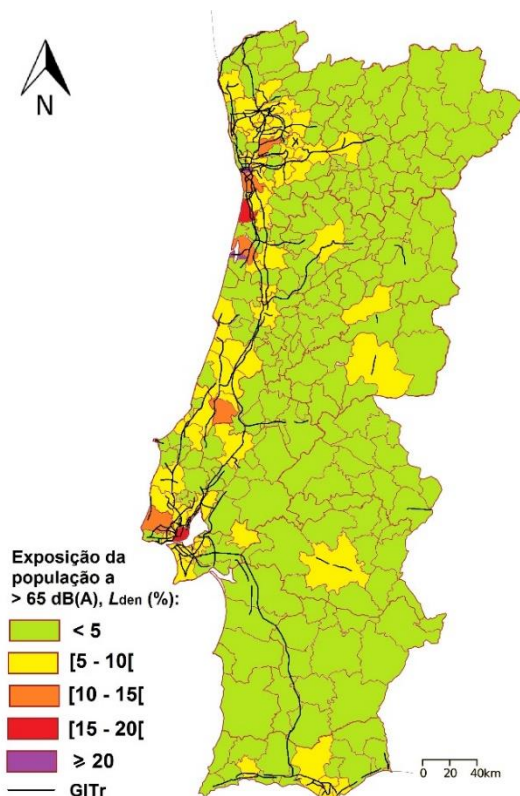 N
Exposição da
população a
> 65 dB(A), Lden (%):
< 5
[5 - 10[
[10 - 15[
[15 - 20[
⩾ 20
GITr
0 20 40km